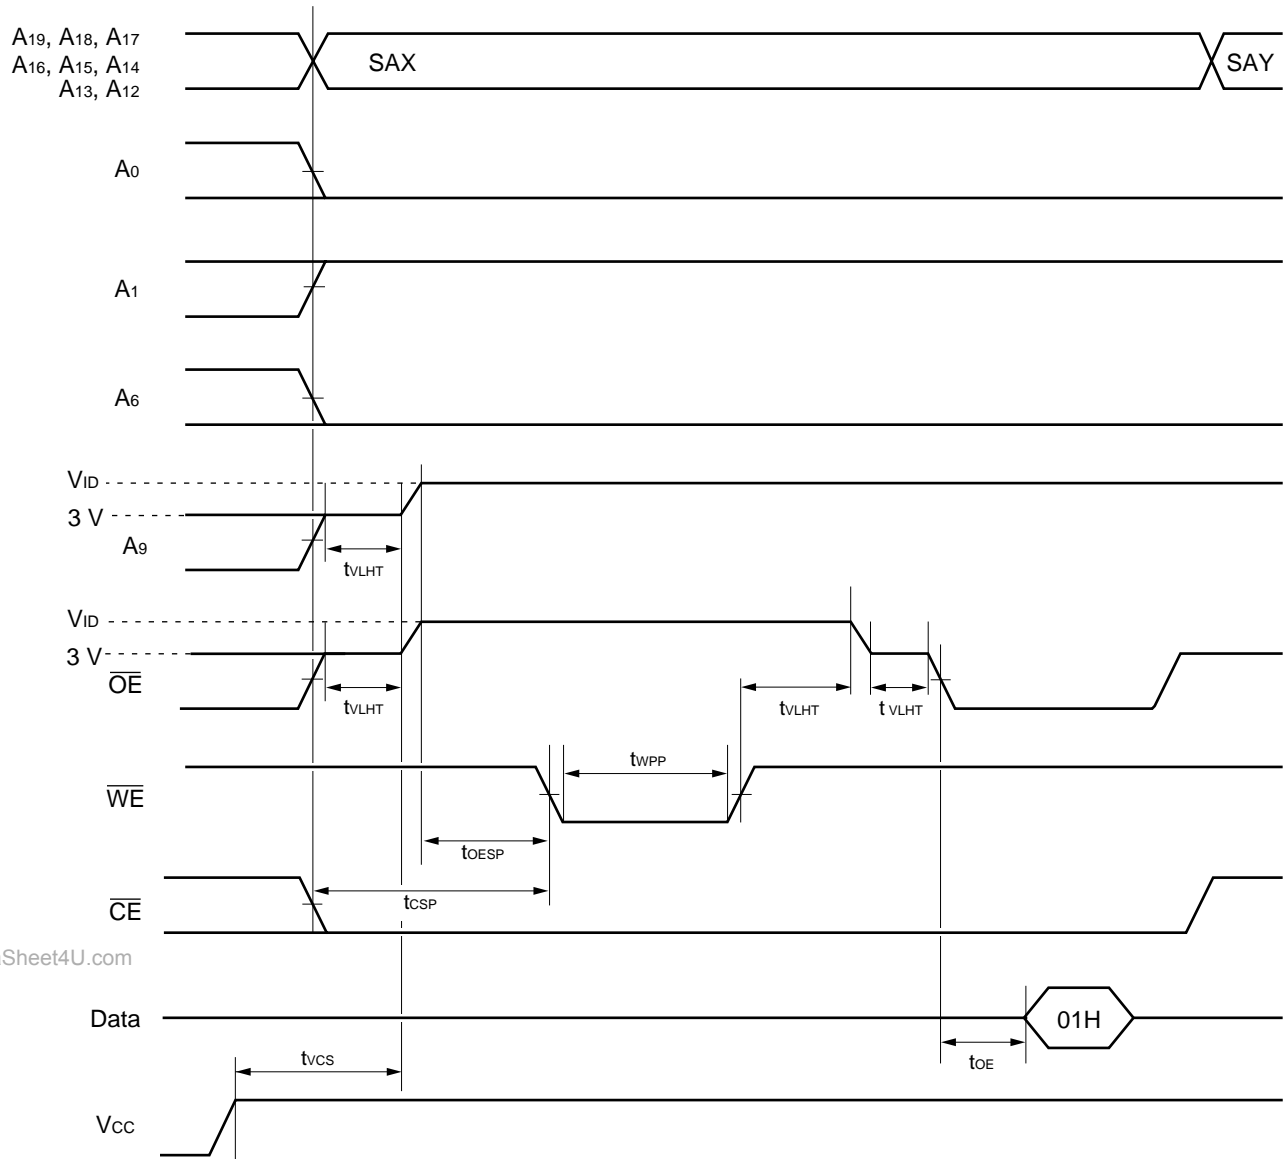 A19, A18, A17
A16, A15, A14
A13, A12
SAX
SAY
A0
A1
A6
VID
3 V
A9
tVLHT
VID
3 V
OE
tVLHT
tVLHT
t VLHT
WE
tWPP
tOESP
tCSP
CE
Sheet4U.com
Data
01H
tOE
tVCS
VCC